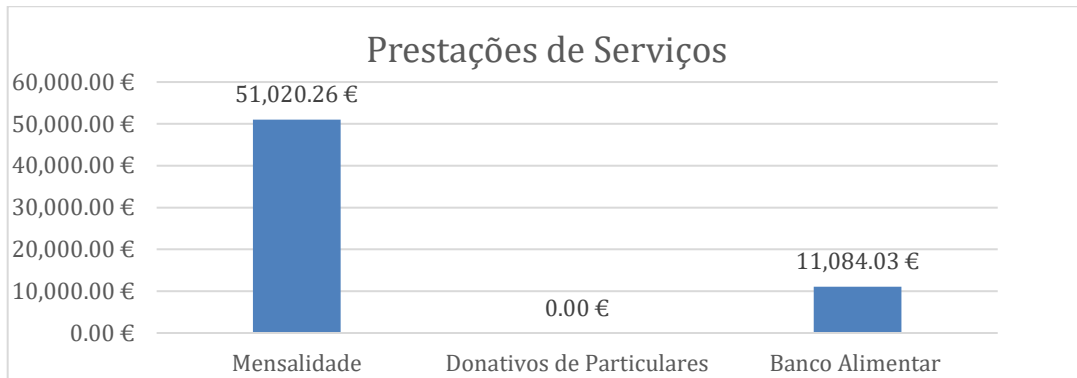 Prestações de Serviços
60,000.00 €
50,000.00 €
40,000.00 €
30,000.00 €
20,000.00 €
10,000.00 €
0.00 €
51,020.26 €
0.00 €
11,084.03 €
Mensalidade
Donativos de Particulares
Banco Alimentar